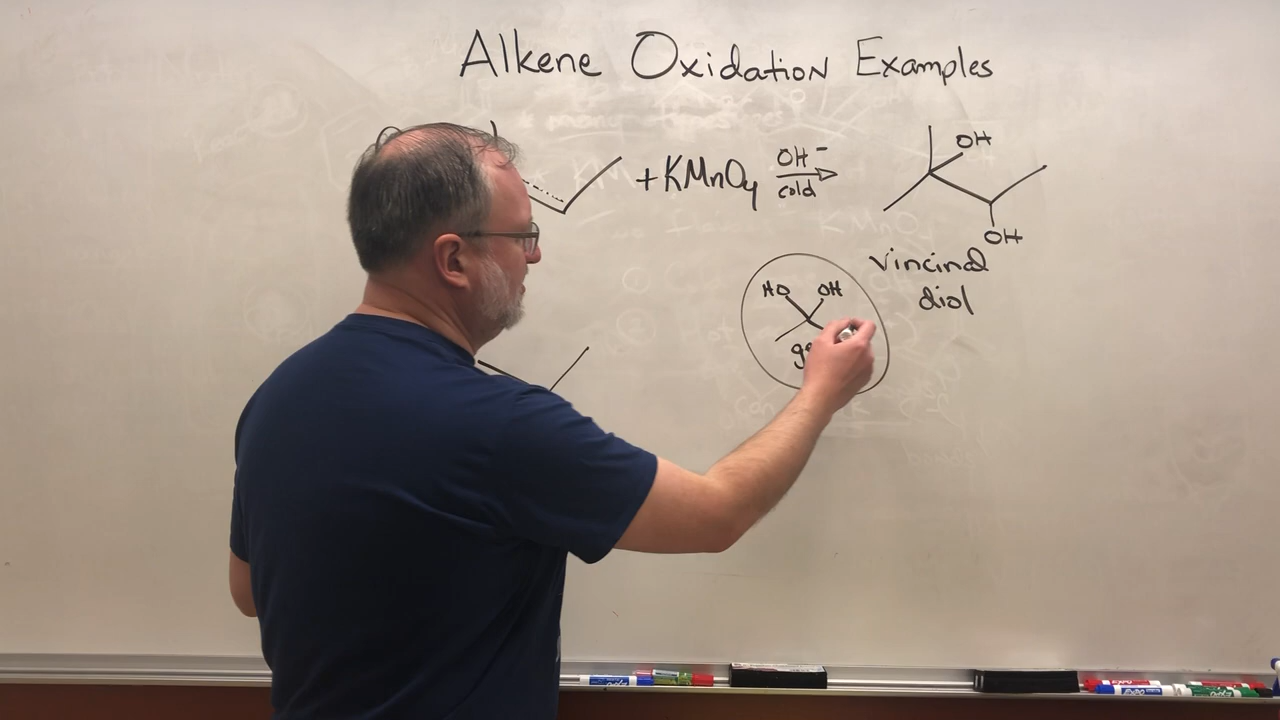 Alkene Oxidation Examples
+ KMnO4 OH⁻ cold
OH
OH
vincinal
diol
HO OH